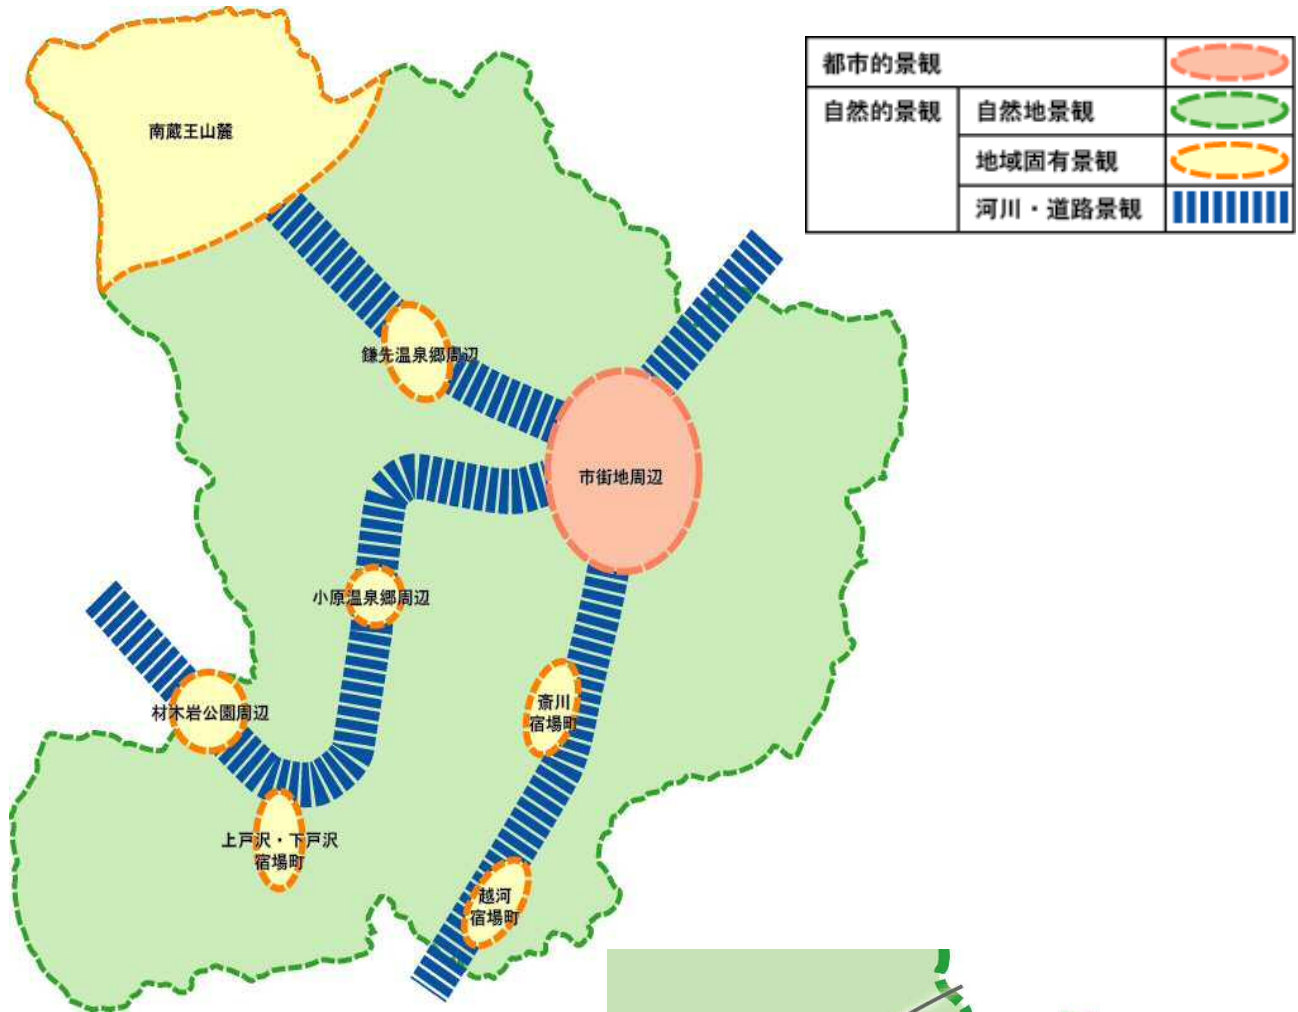 都市的景観
自然的景観
自然地景観
地域固有景観
河川・道路景観
南蔵王山麓
鎌先温泉郷周辺
市街地周辺
小原温泉郷周辺
材木岩公園周辺
斎川
宿場町
上戸沢・下戸沢
宿場町
越河
宿場町